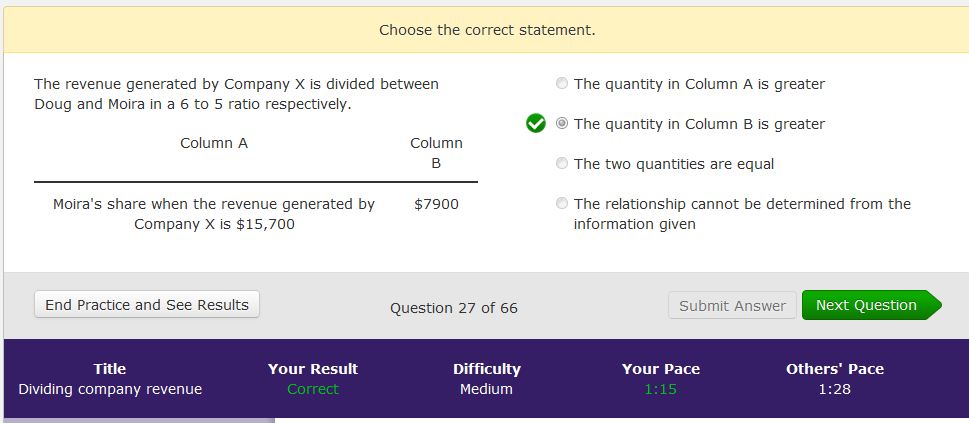 Choose the correct statement.
The revenue generated by Company X is divided between
Doug and Moira in a 6 to 5 ratio respectively.
Column A
Column
B
Moira's share when the revenue generated by
Company X is $15,700
$7900
The quantity in Column A is greater
The quantity in Column B is greater
The two quantities are equal
The relationship cannot be determined from the
information given
End Practice and See Results
Question 27 of 66
Submit Answer
Next Question
Title
Your Result
Difficulty
Your Pace
Others' Pace
Dividing company revenue
Correct
Medium
1:15
1:28